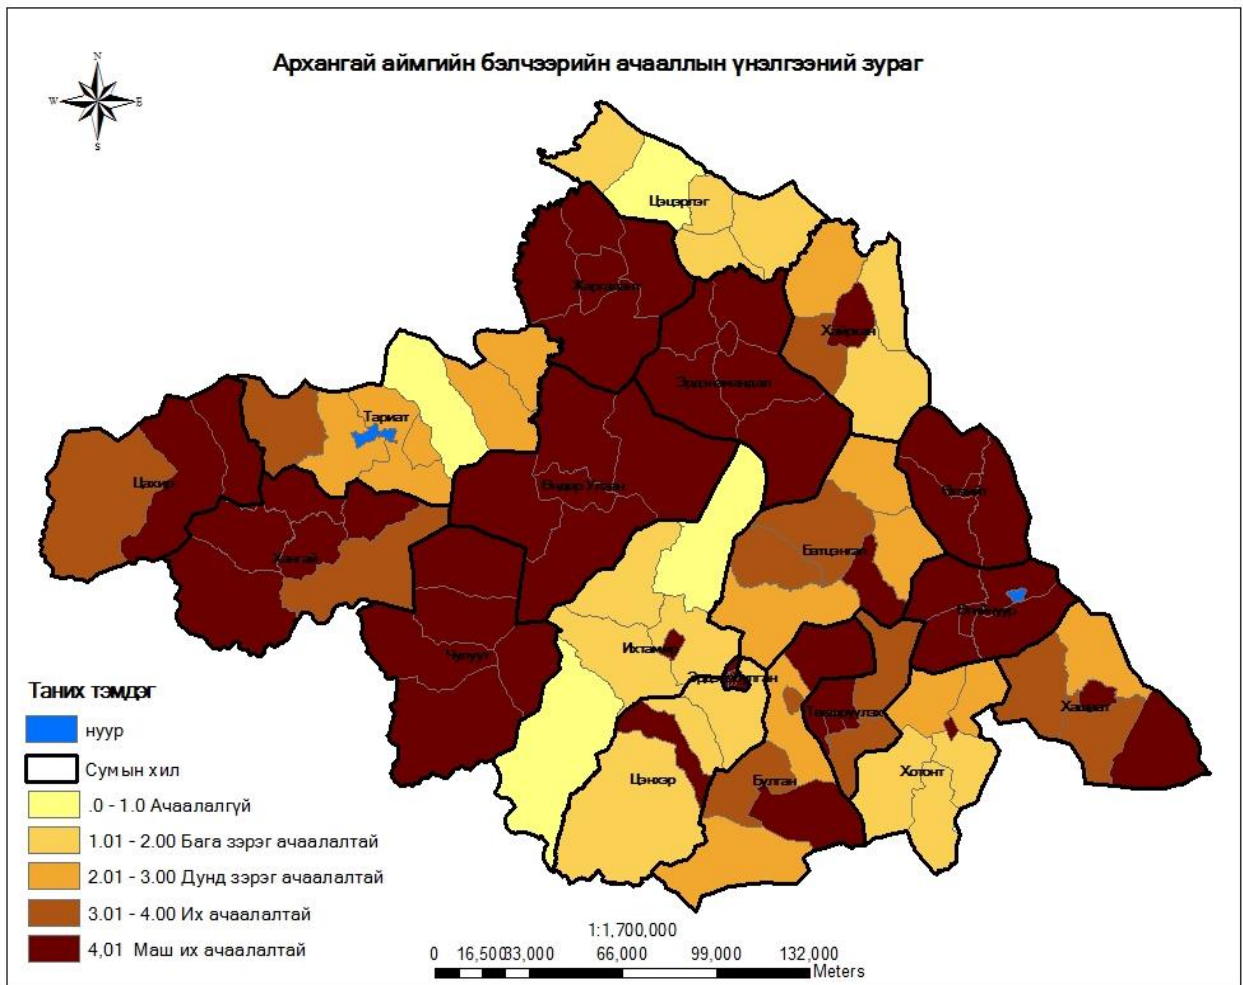 Архангай аймгийн бэлчээрийн ачааллын үнэлгээний зураг
N
W
E
S
Цэцэрлэг
Жаргалант
Хайрхан
Эрдэнэмандал
Тариат
Цахир
Өндөр Улаан
Өгийнуур
Батцэнгэл
Хангай
Чулуут
Ихтамир
Эрдэнэбулган
Төвшрүүлэх
Хашаат
Цэнхэр
Булган
Хотонт
Таних тэмдэг
нуур
Сумын хил
.0 - 1.0 Ачаалалгүй
1.01 - 2.00 Бага зэрэг ачаалалтай
2.01 - 3.00 Дунд зэрэг ачаалалтай
3.01 - 4.00 Их ачаалалтай
4,01 Маш их ачаалалтай
1:1,700,000
0 16,500 33,000 66,000 99,000 132,000
Meters